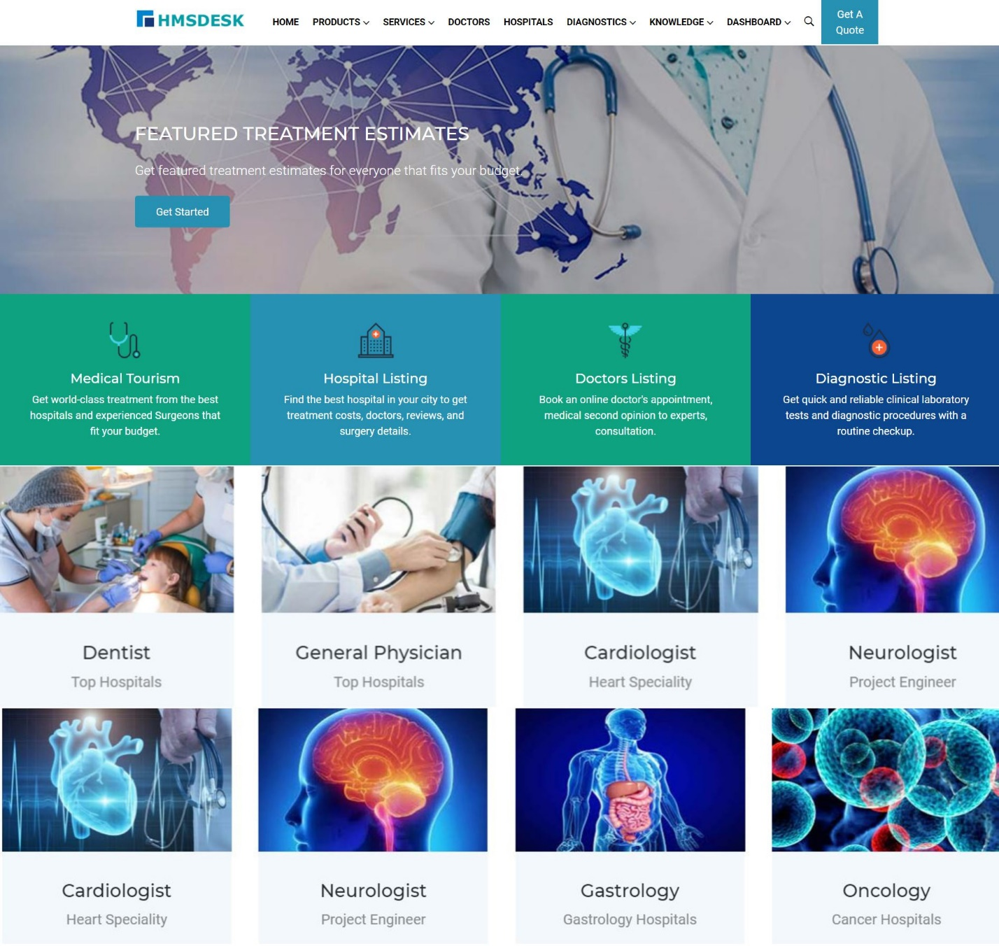 HMSDESK
HOME PRODUCTS SERVICES DOCTORS HOSPITALS DIAGNOSTICS KNOWLEDGE DASHBOARD
Get A
Quote
FEATURED TREATMENT ESTIMATES
Get featured treatment estimates for everyone that fits your budget.
Get Started
Medical Tourism
Get world-class treatment from the best
hospitals and experienced Surgeons that
fit your budget.
Hospital Listing
Find the best hospital in your city to get
treatment costs, doctors, reviews, and
surgery details.
Doctors Listing
Book an online doctor's appointment,
medical second opinion to experts,
consultation.
Diagnostic Listing
Get quick and reliable clinical laboratory
tests and diagnostic procedures with a
routine checkup.
Dentist
Top Hospitals
General Physician
Top Hospitals
Cardiologist
Heart Speciality
Neurologist
Project Engineer
Cardiologist
Heart Speciality
Neurologist
Project Engineer
Gastrology
Gastrology Hospitals
Oncology
Cancer Hospitals